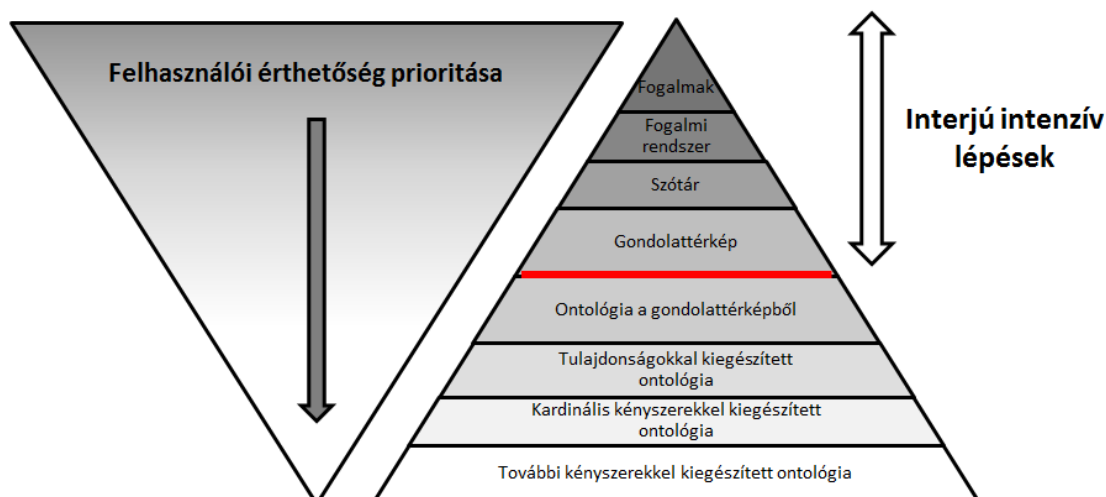 Felhasználói érthetőség prioritása
Fogalmak
Fogalmi
rendszer
Szótár
Gondolattérkép
Ontológia a gondolattérképből
Tulajdonságokkal kiegészített
ontológia
Kardinális kényszerekkel kiegészített
ontológia
További kényszerekkel kiegészített ontológia
Interjú intenzív
lépések